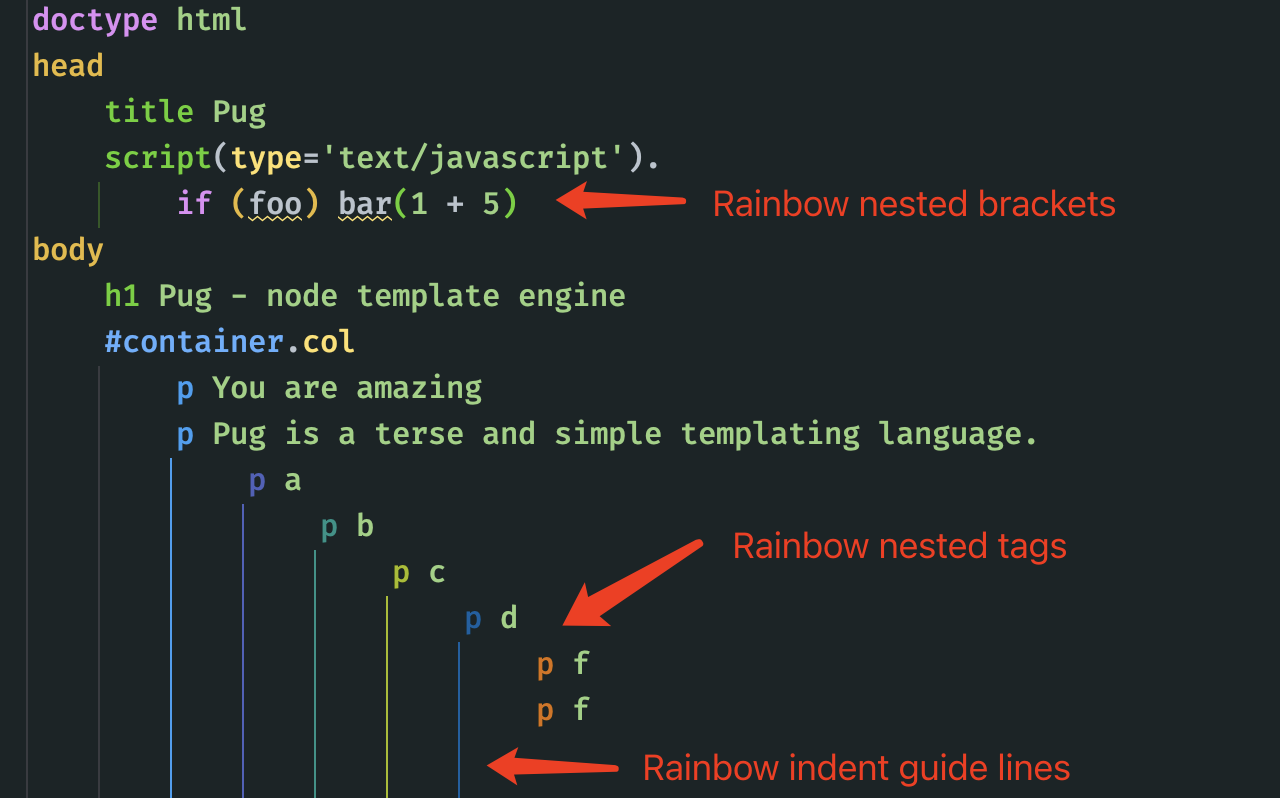 doctype html
head
title Pug
script(type='text/javascript').
if (foo) bar(1 + 5)
Rainbow nested brackets
body
h1 Pug - node template engine
#container.col
p You are amazing
p Pug is a terse and simple templating language.
p a
p b
Rainbow nested tags
p c
p d
p f
p f
Rainbow indent guide lines